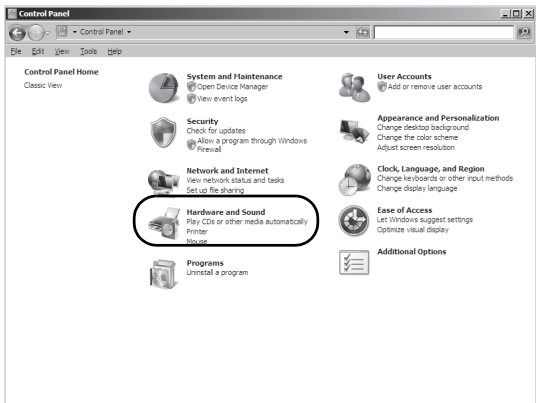 Control Panel
Control Panel
File Edit View Tools Help
Control Panel Home
Classic View
System and Maintenance
Open Device Manager
View event logs
Security
Check for updates
Allow a program through Windows
Firewall
Network and Internet
View network status and tasks
Set up file sharing
Hardware and Sound
Play CDs or other media automatically
Printer
Mouse
Programs
Uninstall a program
User Accounts
Add or remove user accounts
Appearance and Personalization
Change desktop background
Change the color scheme
Adjust screen resolution
Clock, Language, and Region
Change keyboards or other input methods
Change display language
Ease of Access
Let Windows suggest settings
Optimize visual display
Additional Options